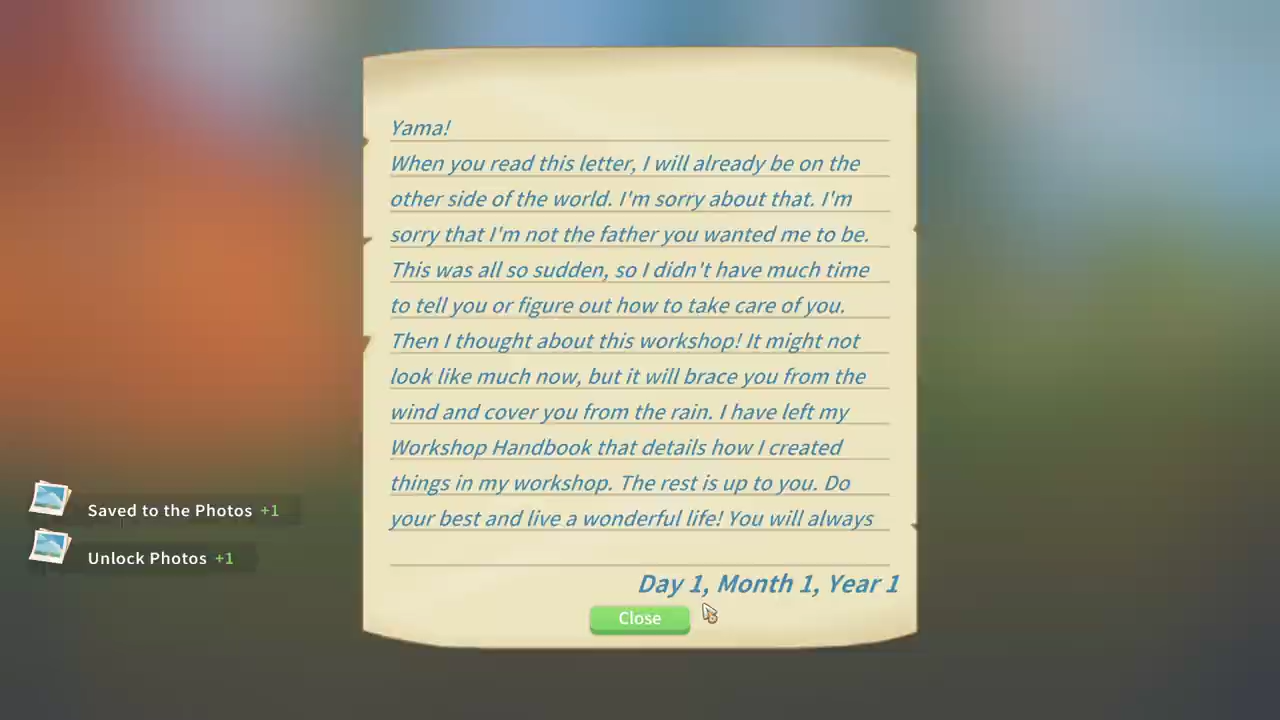 Yama!
When you read this letter, I will already be on the
other side of the world. I'm sorry about that. I'm
sorry that I'm not the father you wanted me to be.
This was all so sudden, so I didn't have much time
to tell you or figure out how to take care of you.
Then I thought about this workshop! It might not
look like much now, but it will brace you from the
wind and cover you from the rain. I have left my
Workshop Handbook that details how I created
things in my workshop. The rest is up to you. Do
your best and live a wonderful life! You will always
Day 1, Month 1, Year 1
Close
Saved to the Photos +1
Unlock Photos +1